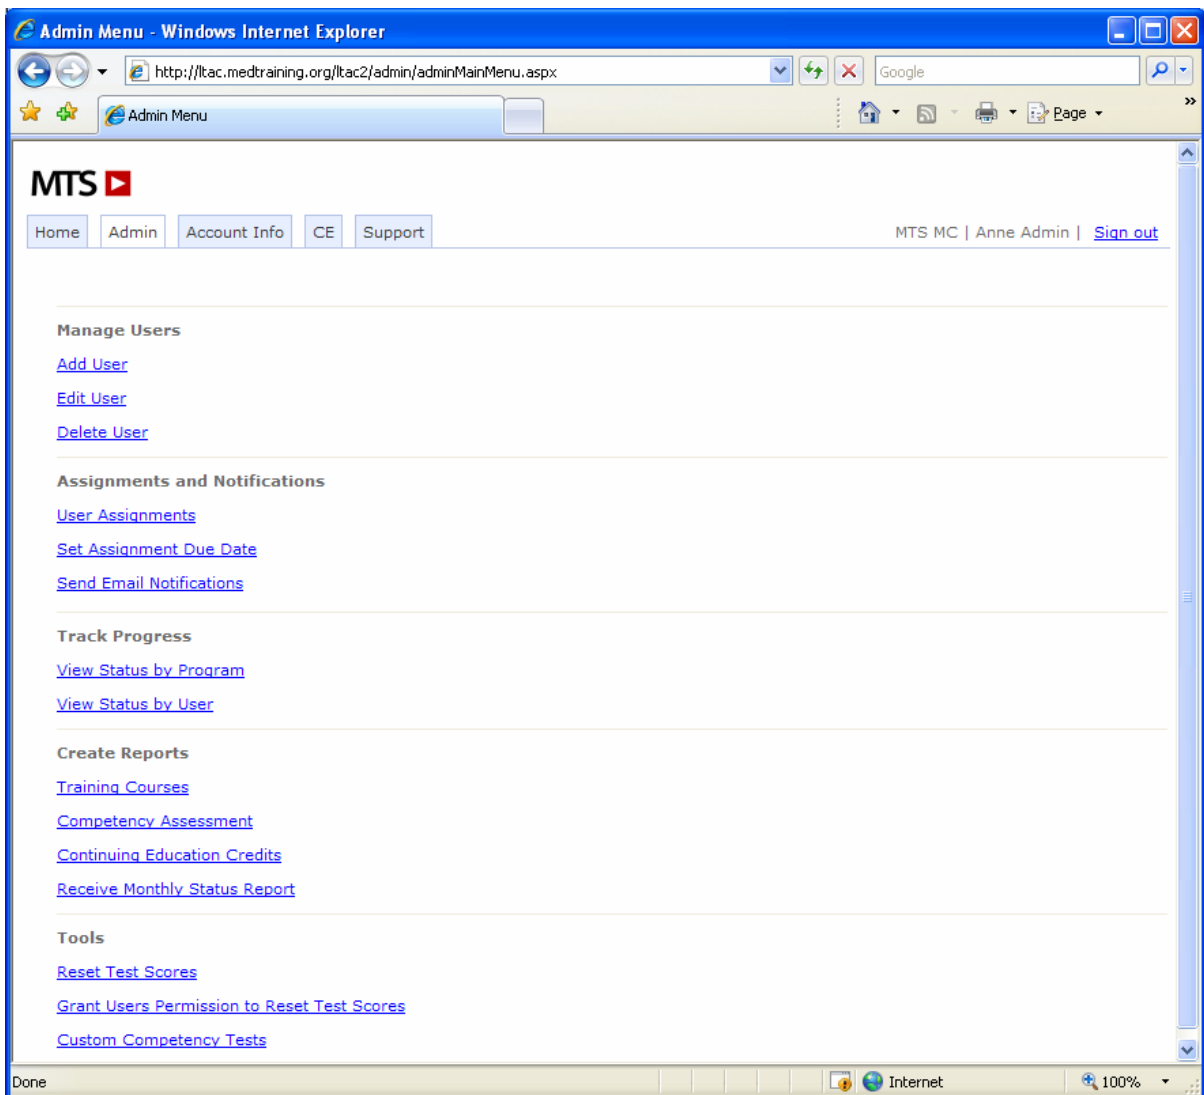 Admin Menu - Windows Internet Explorer
http://ltac.medtraining.org/ltac2/admin/adminMainMenu.aspx
Google
Admin Menu
Page
»
MTS
Home Admin Account Info CE Support MTS MC | Anne Admin | Sign out
Manage Users
Add User
Edit User
Delete User
Assignments and Notifications
User Assignments
Set Assignment Due Date
Send Email Notifications
Track Progress
View Status by Program
View Status by User
Create Reports
Training Courses
Competency Assessment
Continuing Education Credits
Receive Monthly Status Report
Tools
Reset Test Scores
Grant Users Permission to Reset Test Scores
Custom Competency Tests
Done Internet 100%